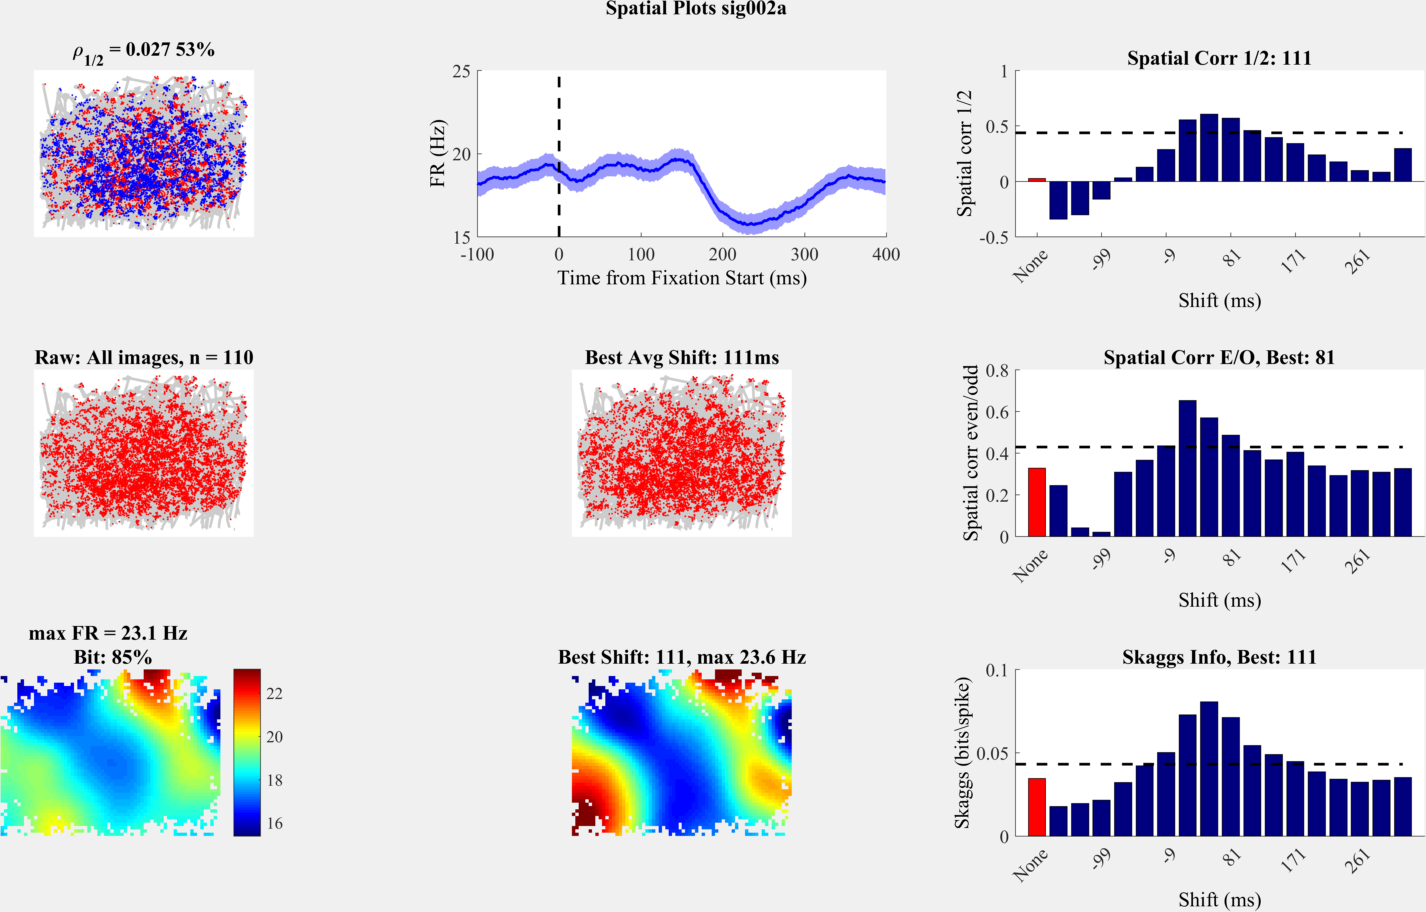 Spatial Plots sig002a
ρ1/2 = 0.027 53%
25
20
15
FR (Hz)
-100
0
100
200
300
400
Time from Fixation Start (ms)
Spatial Corr 1/2: 111
1
0.5
0
-0.5
Spatial corr 1/2
None
-99
-9
81
171
261
Shift (ms)
Raw: All images, n = 110
Best Avg Shift: 111ms
Spatial Corr E/O, Best: 81
0.8
0.6
0.4
0.2
0
Spatial corr even/odd
None
-99
-9
81
171
261
Shift (ms)
max FR = 23.1 Hz
Bit: 85%
22
20
18
16
Best Shift: 111, max 23.6 Hz
Skaggs Info, Best: 111
0.1
0.05
0
Skaggs (bits\spike)
None
-99
-9
81
171
261
Shift (ms)